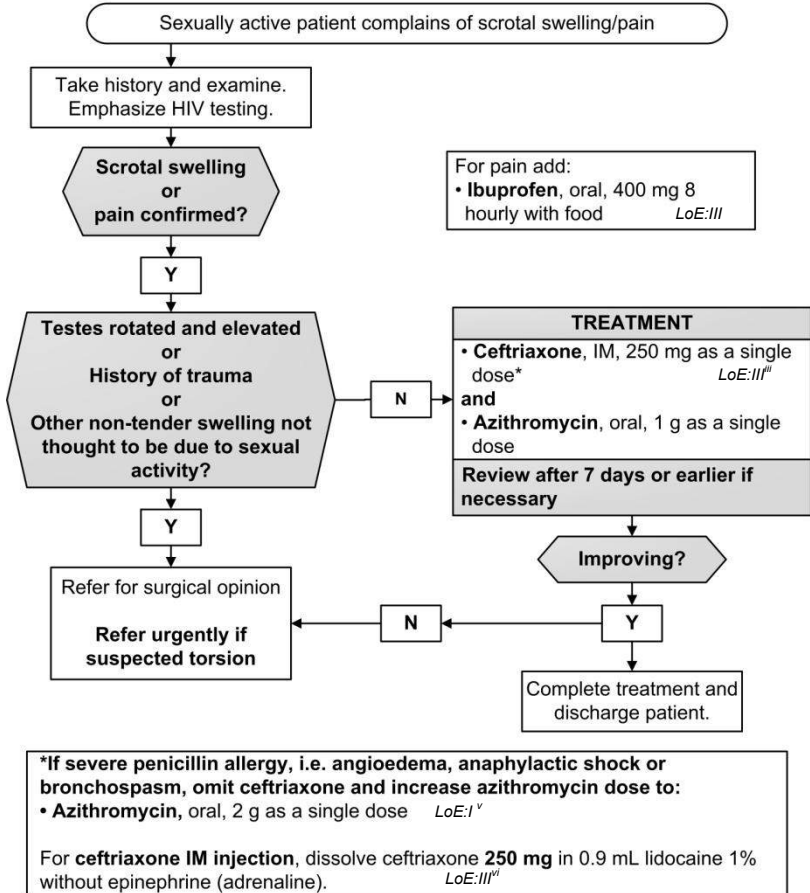 Sexually active patient complains of scrotal swelling/pain
Take history and examine.
Emphasize HIV testing.
Scrotal swelling
or
pain confirmed?
For pain add:
• Ibuprofen, oral, 400 mg 8
hourly with food LoE:III
Y
Testes rotated and elevated
or
History of trauma
or
Other non-tender swelling not
thought to be due to sexual
activity?
N
TREATMENT
• Ceftriaxone, IM, 250 mg as a single
dose* LoE:III iii
and
• Azithromycin, oral, 1 g as a single
dose
Review after 7 days or earlier if
necessary
Y
Improving?
Refer for surgical opinion
Refer urgently if
suspected torsion
N
Y
Complete treatment and
discharge patient.
*If severe penicillin allergy, i.e. angioedema, anaphylactic shock or
bronchospasm, omit ceftriaxone and increase azithromycin dose to:
• Azithromycin, oral, 2 g as a single dose LoE:I v
For ceftriaxone IM injection, dissolve ceftriaxone 250 mg in 0.9 mL lidocaine 1%
without epinephrine (adrenaline). LoE:III vi